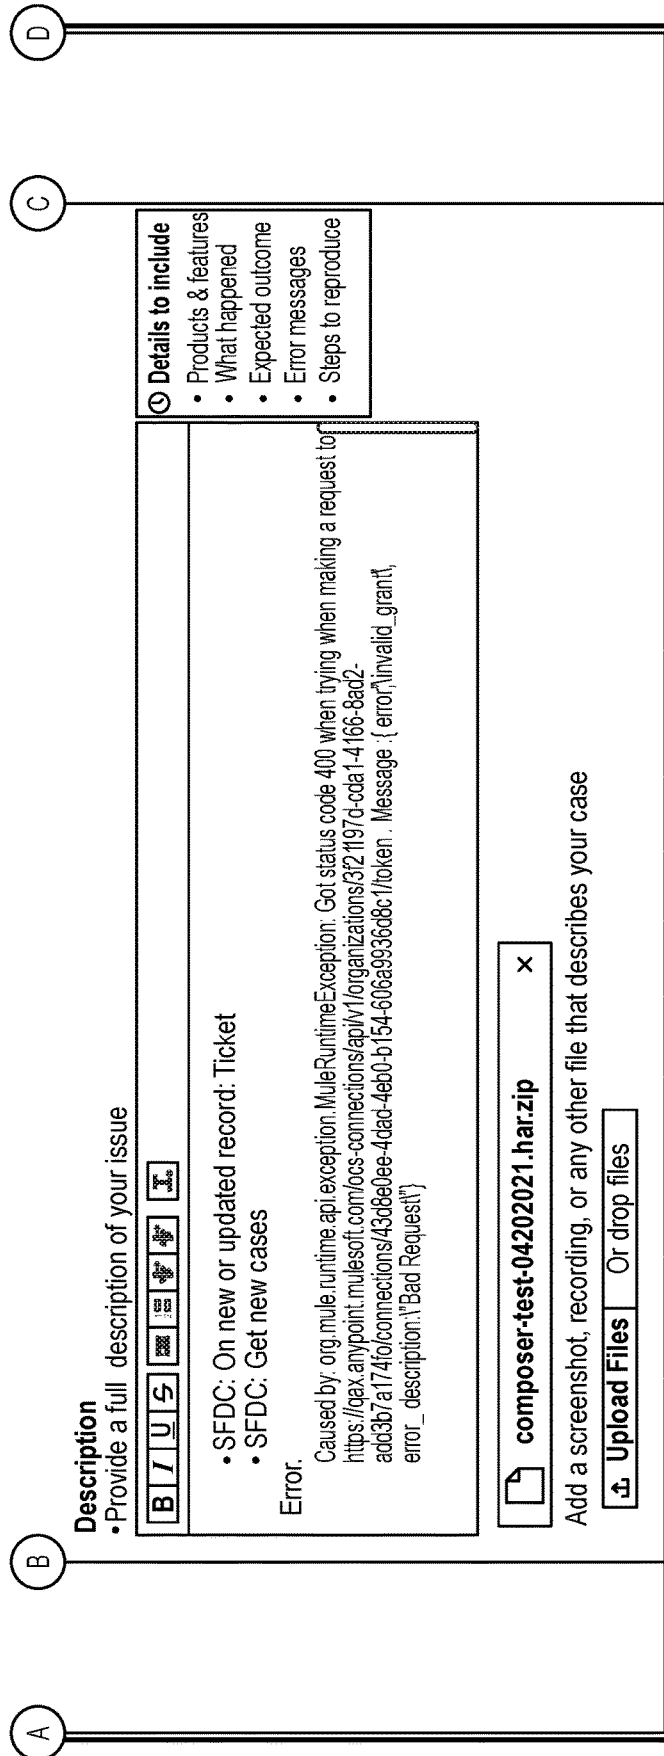 A
B
C
D
Description
•Provide a full description of your issue
B I U S
• SFDC: On new or updated record: Ticket
• SFDC: Get new cases
Error.
Caused by: org.mule.runtime.api.exception.MuleRuntimeException: Got status code 400 when trying when making a request to
https://qax.anypoint.mulesoft.com/ocs-connections/api/v1/organizations/3f21197d-cda1-4166-8ad2-
add3b7a174fo/connections/43d8e0ee-4dad-4eb0-b154-606a9936d8c1/token . Message :{ error;\invalid_grant\",
error_ description:\"Bad Request\"}
Details to include
• Products & features
• What happened
• Expected outcome
• Error messages
• Steps to reproduce
composer-test-04202021.har.zip ×
Add a screenshot, recording, or any other file that describes your case
Upload Files Or drop files